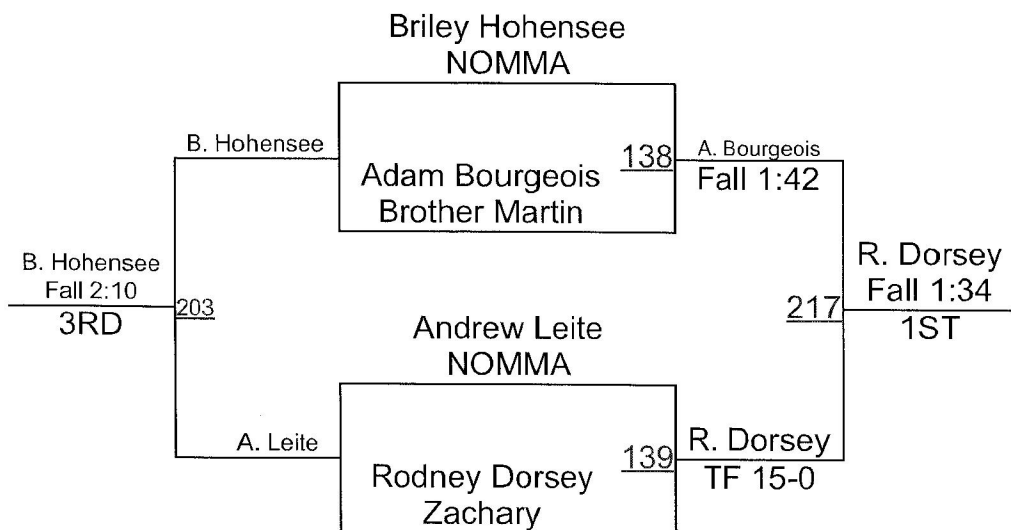 Briley Hohensee
NOMMA
B. Hohensee
138
A. Bourgeois
Fall 1:42
Adam Bourgeois
Brother Martin
B. Hohensee
Fall 2:10
3RD
203
R. Dorsey
Fall 1:34
1ST
217
Andrew Leite
NOMMA
A. Leite
139
R. Dorsey
TF 15-0
Rodney Dorsey
Zachary